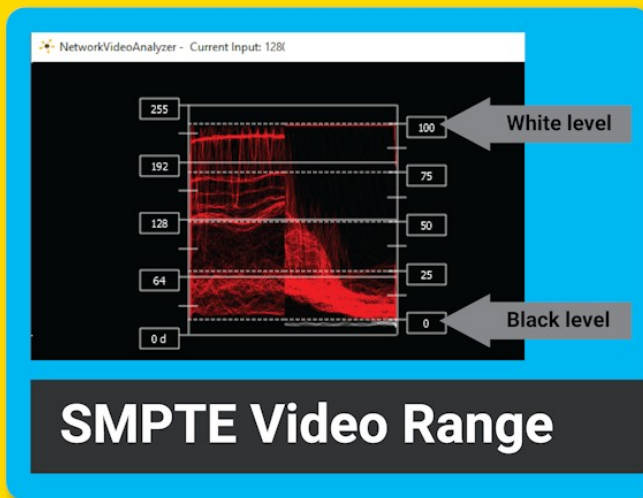 NetworkVideoAnalyzer - Current Input: 128
255
100
White level
192
75
128
50
64
25
0
Black level
0 d
SMPTE Video Range